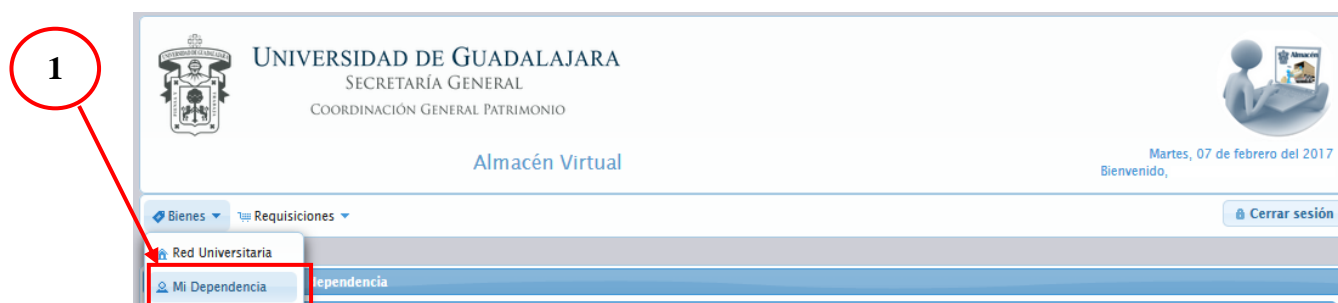 1
UNIVERSIDAD DE GUADALAJARA
SECRETARÍA GENERAL
COORDINACIÓN GENERAL PATRIMONIO
Almacén
Almacén Virtual
Martes, 07 de febrero del 2017
Bienvenido,
Bienes
Requisiciones
Cerrar sesión
Red Universitaria
Mi Dependencia
dependencia